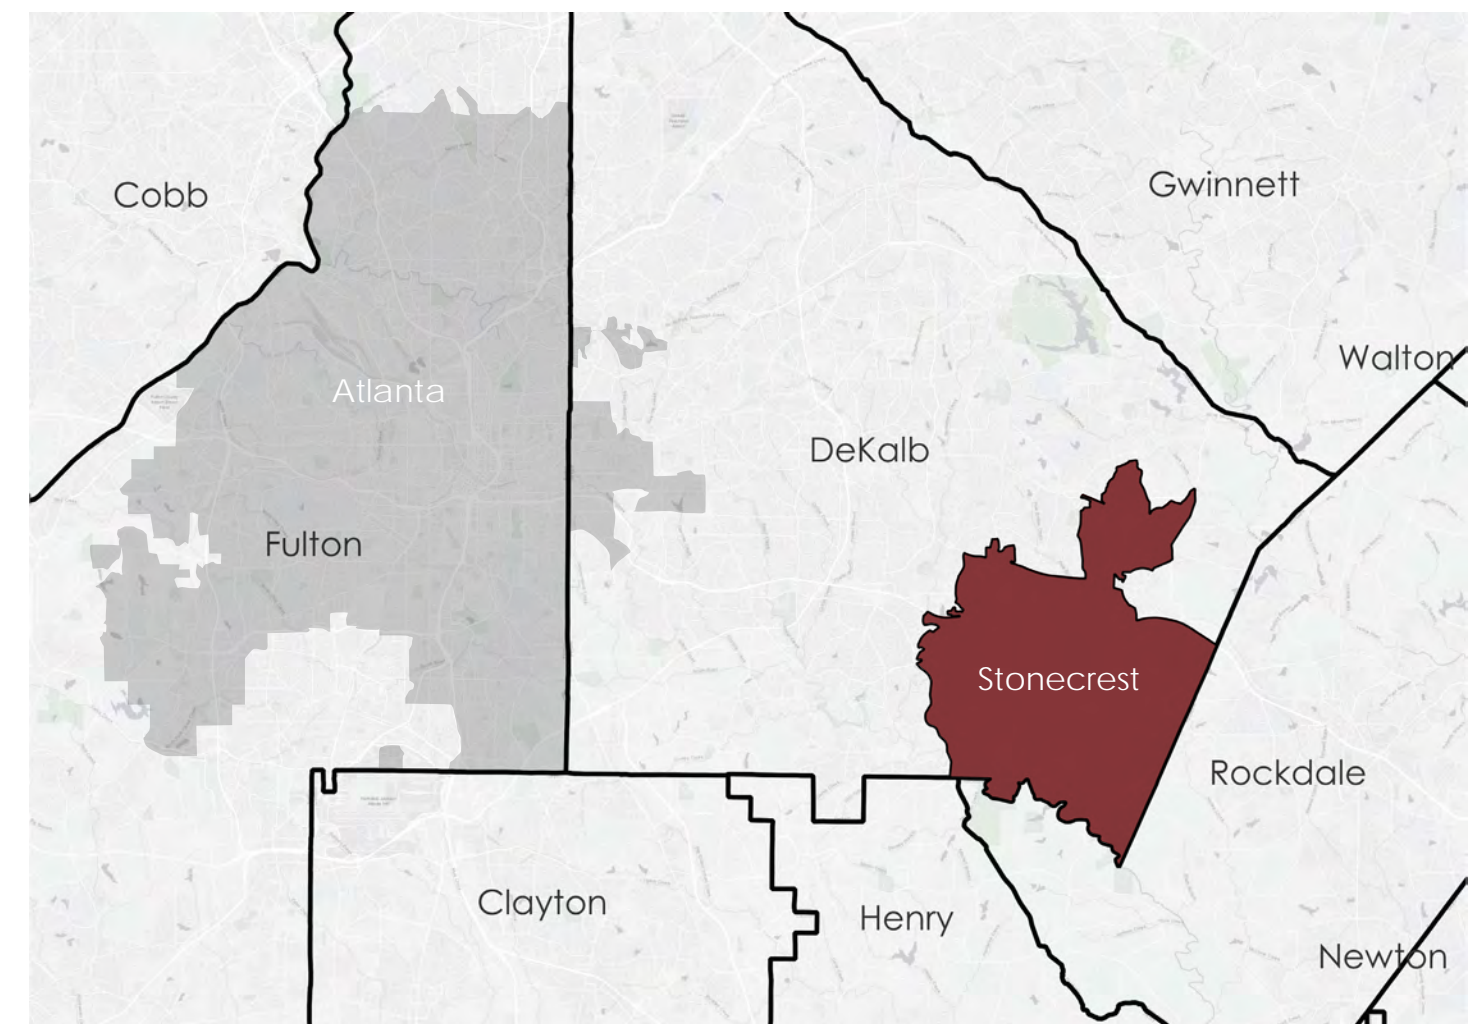 Gwinnett
Cobb
Walton
Atlanta
DeKalb
Fulton
Stonecrest
Rockdale
Clayton
Henry
Newton